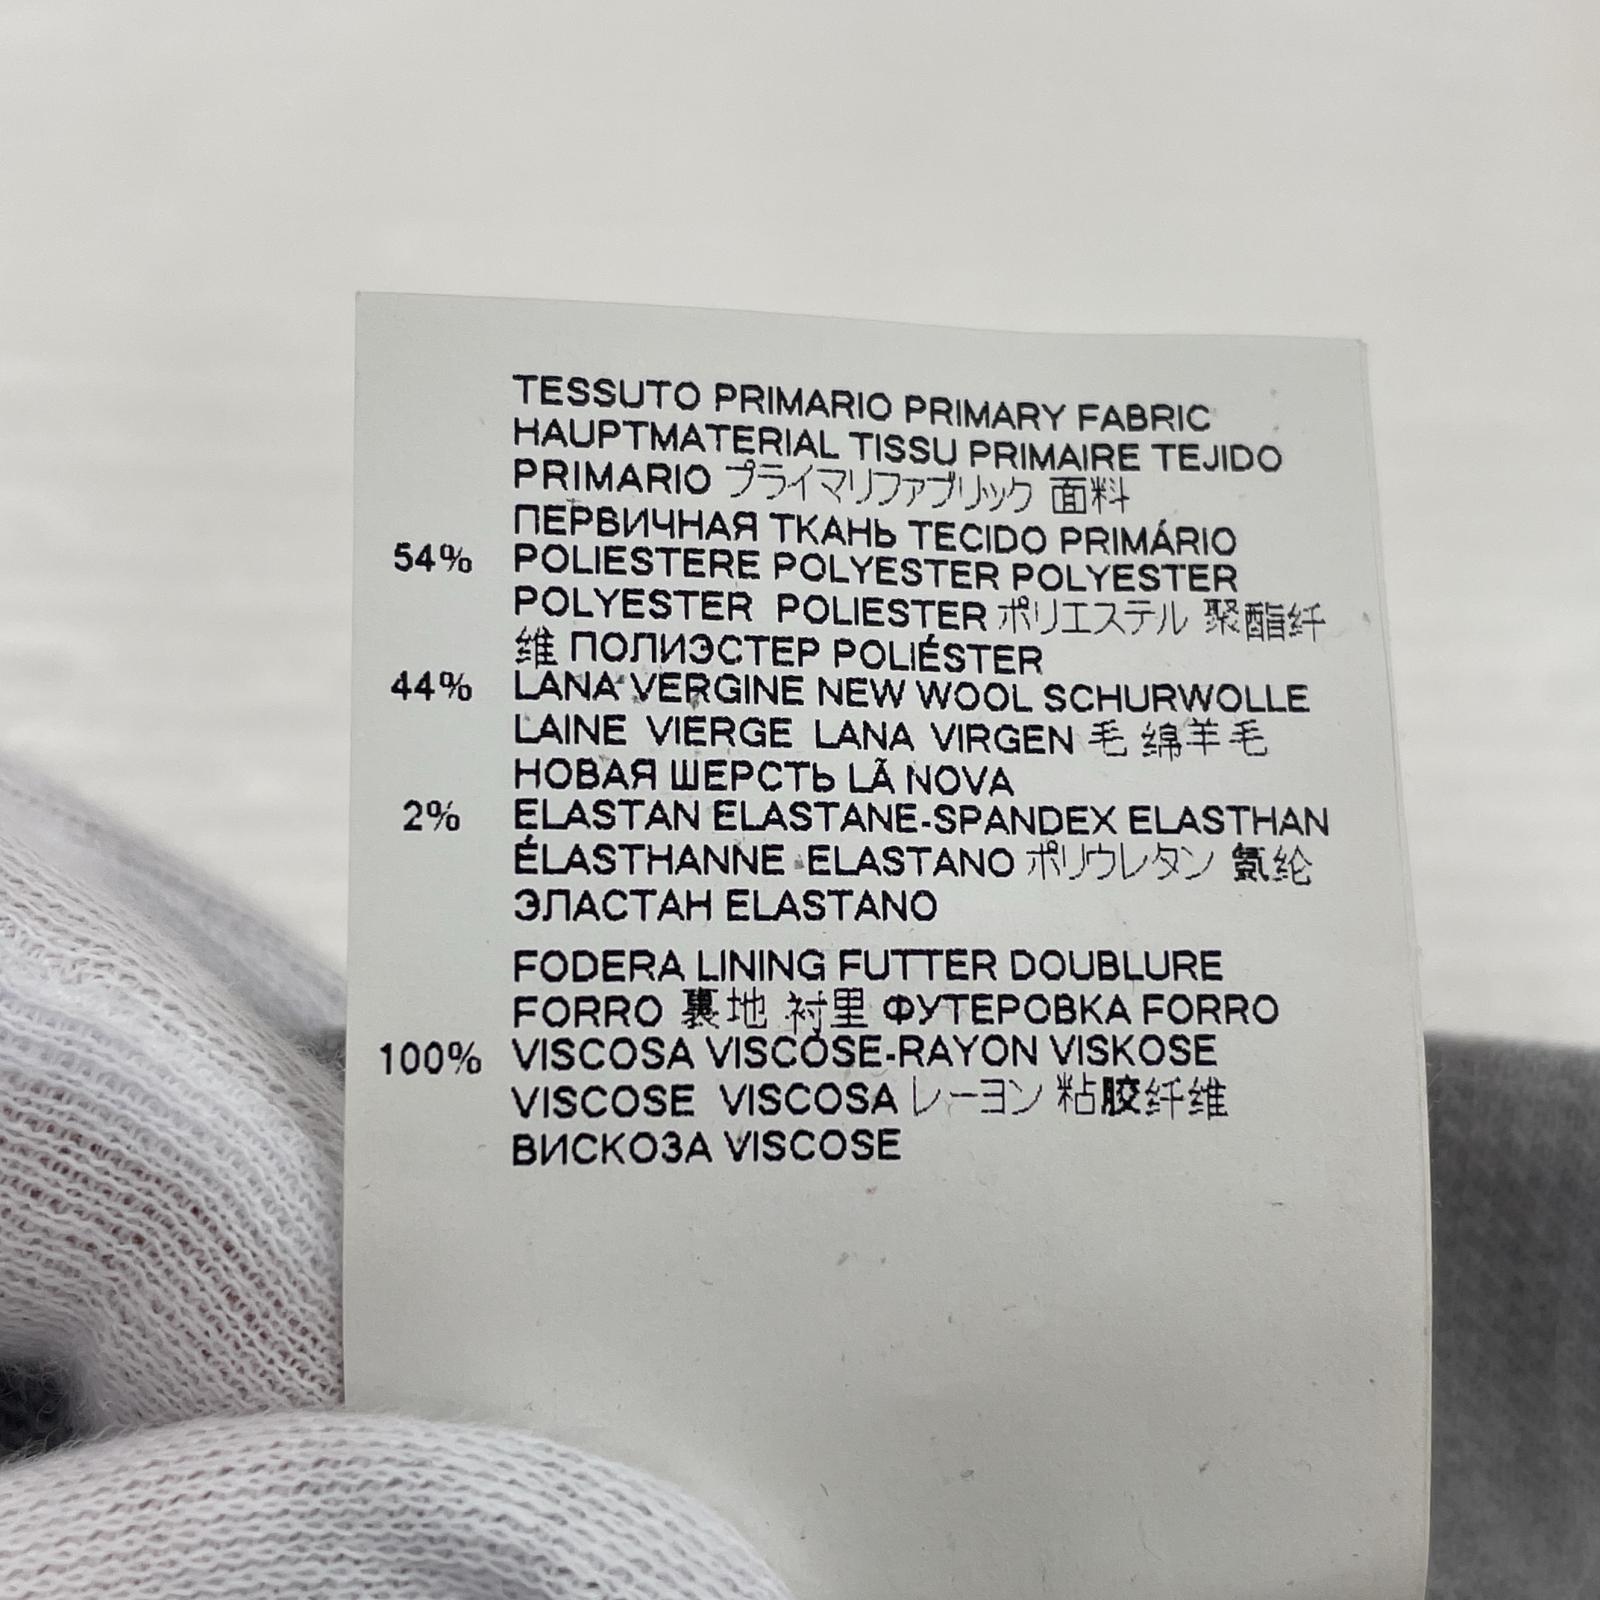 TESSUTO PRIMARIO PRIMARY FABRIC
HAUPTMATERIAL TISSU PRIMAIRE TEJIDO
PRIMARIO プライマリファブリック 面料
ПЕРВИЧНАЯ ТКАНЬ TECIDO PRIMÁRIO
54% POLIESTERE POLYESTER POLYESTER
POLYESTER POLIESTER ポリエステル 聚酯纤
维 ПОЛИЭСТЕР POLIÉSTER
44% LANA VERGINE NEW WOOL SCHURWOLLE
LAINE VIERGE LANA VIRGEN 毛 绵羊毛
НОВАЯ ШЕРСТЬ LÃ NOVA
2% ELASTAN ELASTANE-SPANDEX ELASTHAN
ÉLASTHANNE ELASTANO ポリウレタン 氨纶
ЭЛАСТАН ELASTANO
FODERA LINING FUTTER DOUBLURE
FORRO 裏地 衬里 ФУТЕРОВКА FORRO
100% VISCOSA VISCOSE-RAYON VISKOSE
VISCOSE VISCOSA レーヨン 粘胶纤维
ВИСКОЗА VISCOSE